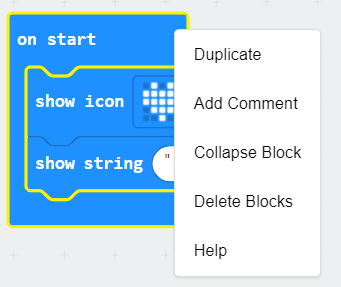 on start
show icon
show string "
Duplicate
Add Comment
Collapse Block
Delete Blocks
Help